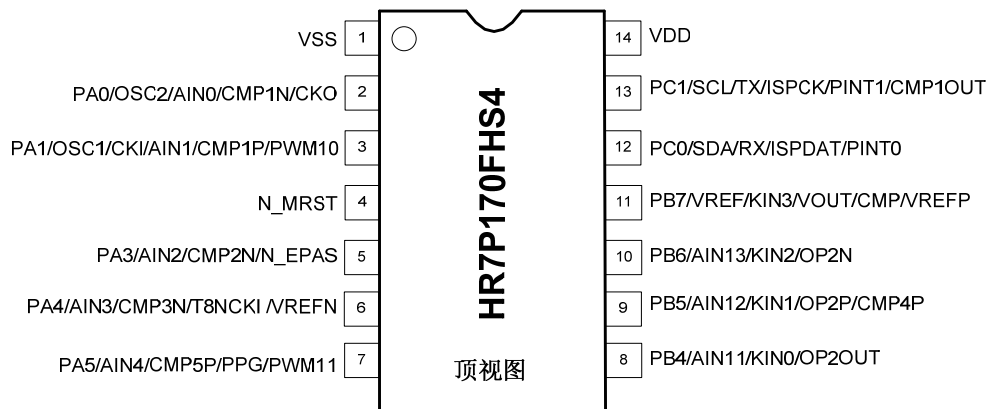 VSS 1
PA0/OSC2/AIN0/CMP1N/CKO 2
PA1/OSC1/CKI/AIN1/CMP1P/PWM10 3
N_MRST 4
PA3/AIN2/CMP2N/N_EPAS 5
PA4/AIN3/CMP3N/T8NCKI /VREFN 6
PA5/AIN4/CMP5P/PPG/PWM11 7
HR7P170FHS4
顶视图
14 VDD
13 PC1/SCL/TX/ISPCK/PINT1/CMP1OUT
12 PC0/SDA/RX/ISPDAT/PINT0
11 PB7/VREF/KIN3/VOUT/CMP/VREFP
10 PB6/AIN13/KIN2/OP2N
9 PB5/AIN12/KIN1/OP2P/CMP4P
8 PB4/AIN11/KIN0/OP2OUT